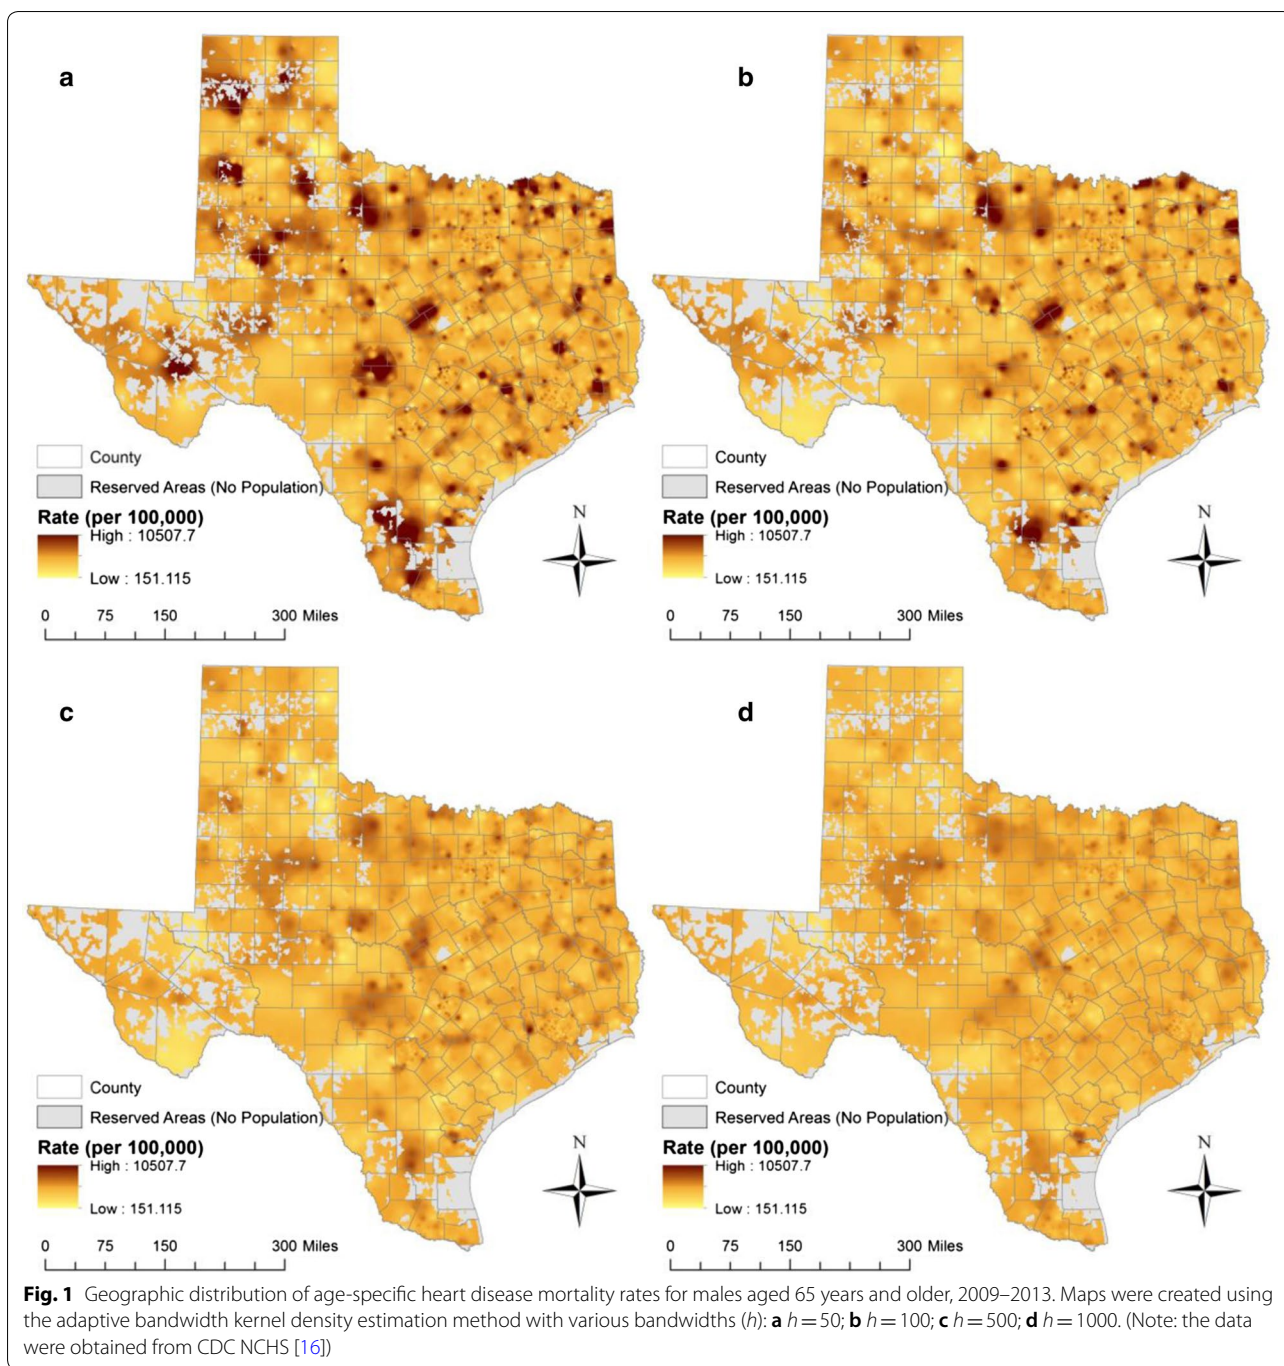 a
County
Reserved Areas (No Population)
Rate (per 100,000)
High : 10507.7
Low : 151.115
N
0 75 150 300 Miles
b
County
Reserved Areas (No Population)
Rate (per 100,000)
High : 10507.7
Low : 151.115
N
0 75 150 300 Miles
c
County
Reserved Areas (No Population)
Rate (per 100,000)
High : 10507.7
Low : 151.115
N
0 75 150 300 Miles
d
County
Reserved Areas (No Population)
Rate (per 100,000)
High : 10507.7
Low : 151.115
N
0 75 150 300 Miles
Fig. 1 Geographic distribution of age-specific heart disease mortality rates for males aged 65 years and older, 2009–2013. Maps were created using
the adaptive bandwidth kernel density estimation method with various bandwidths (h): a h = 50; b h = 100; c h = 500; d h = 1000. (Note: the data
were obtained from CDC NCHS [16])